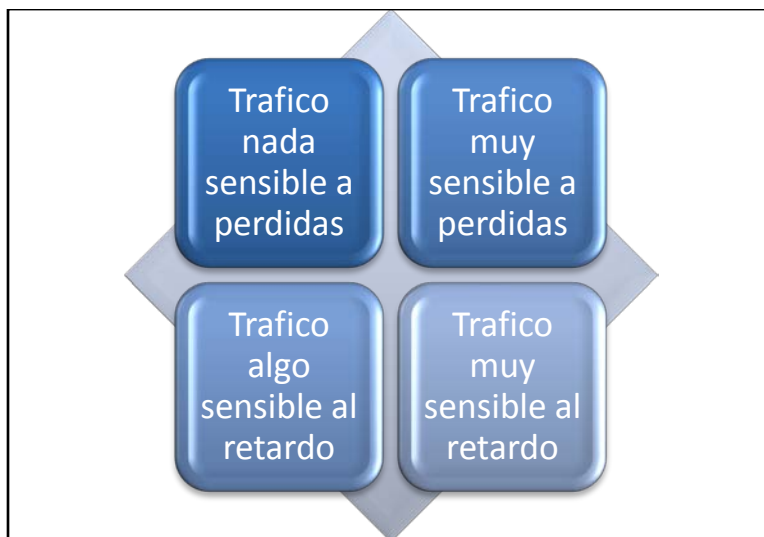 Trafico
nada
sensible a
perdidas
Trafico
muy
sensible a
perdidas
Trafico
algo
sensible al
retardo
Trafico
muy
sensible al
retardo